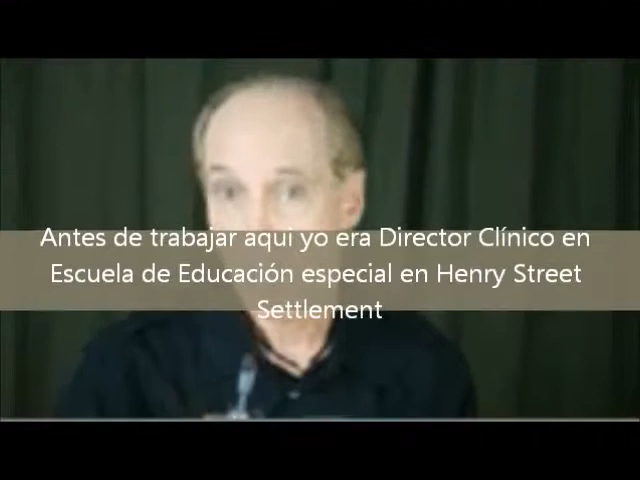 Antes de trabajar aqui yo era Director Clínico en
Escuela de Educación especial en Henry Street
Settlement